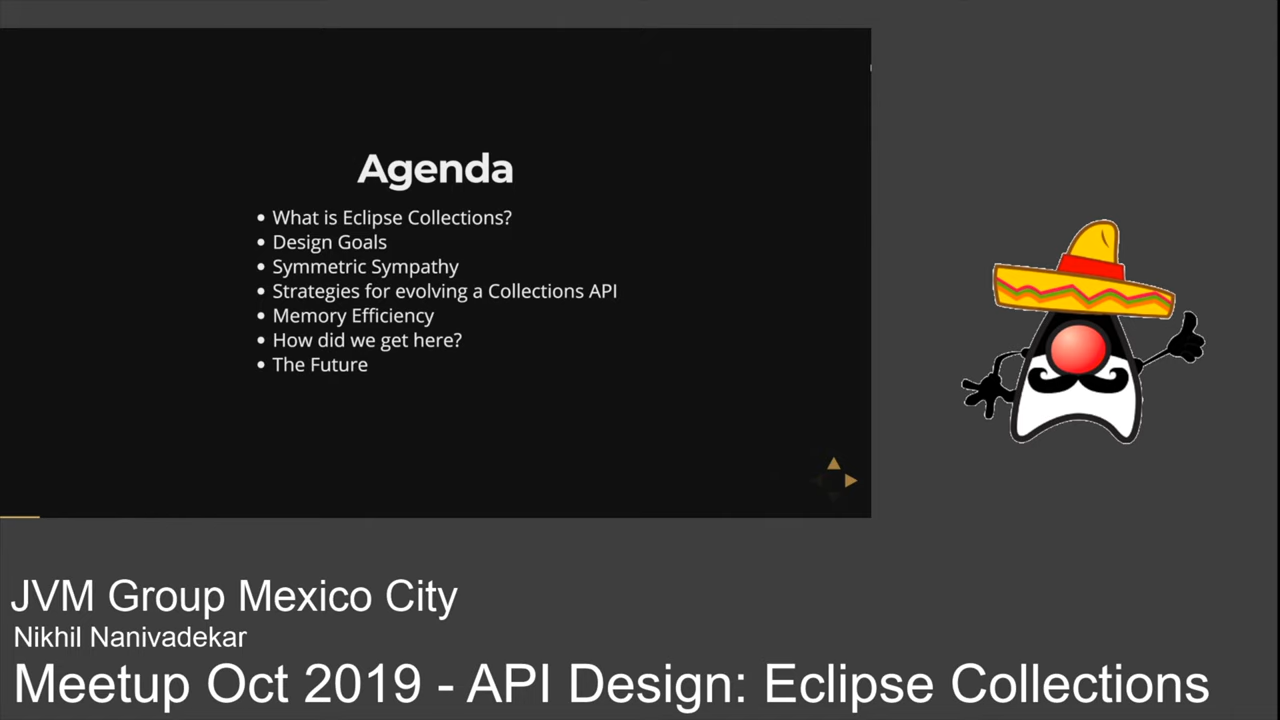 Agenda
• What is Eclipse Collections?
• Design Goals
• Symmetric Sympathy
• Strategies for evolving a Collections API
• Memory Efficiency
• How did we get here?
• The Future
JVM Group Mexico City
Nikhil Nanivadekar
Meetup Oct 2019 - API Design: Eclipse Collections